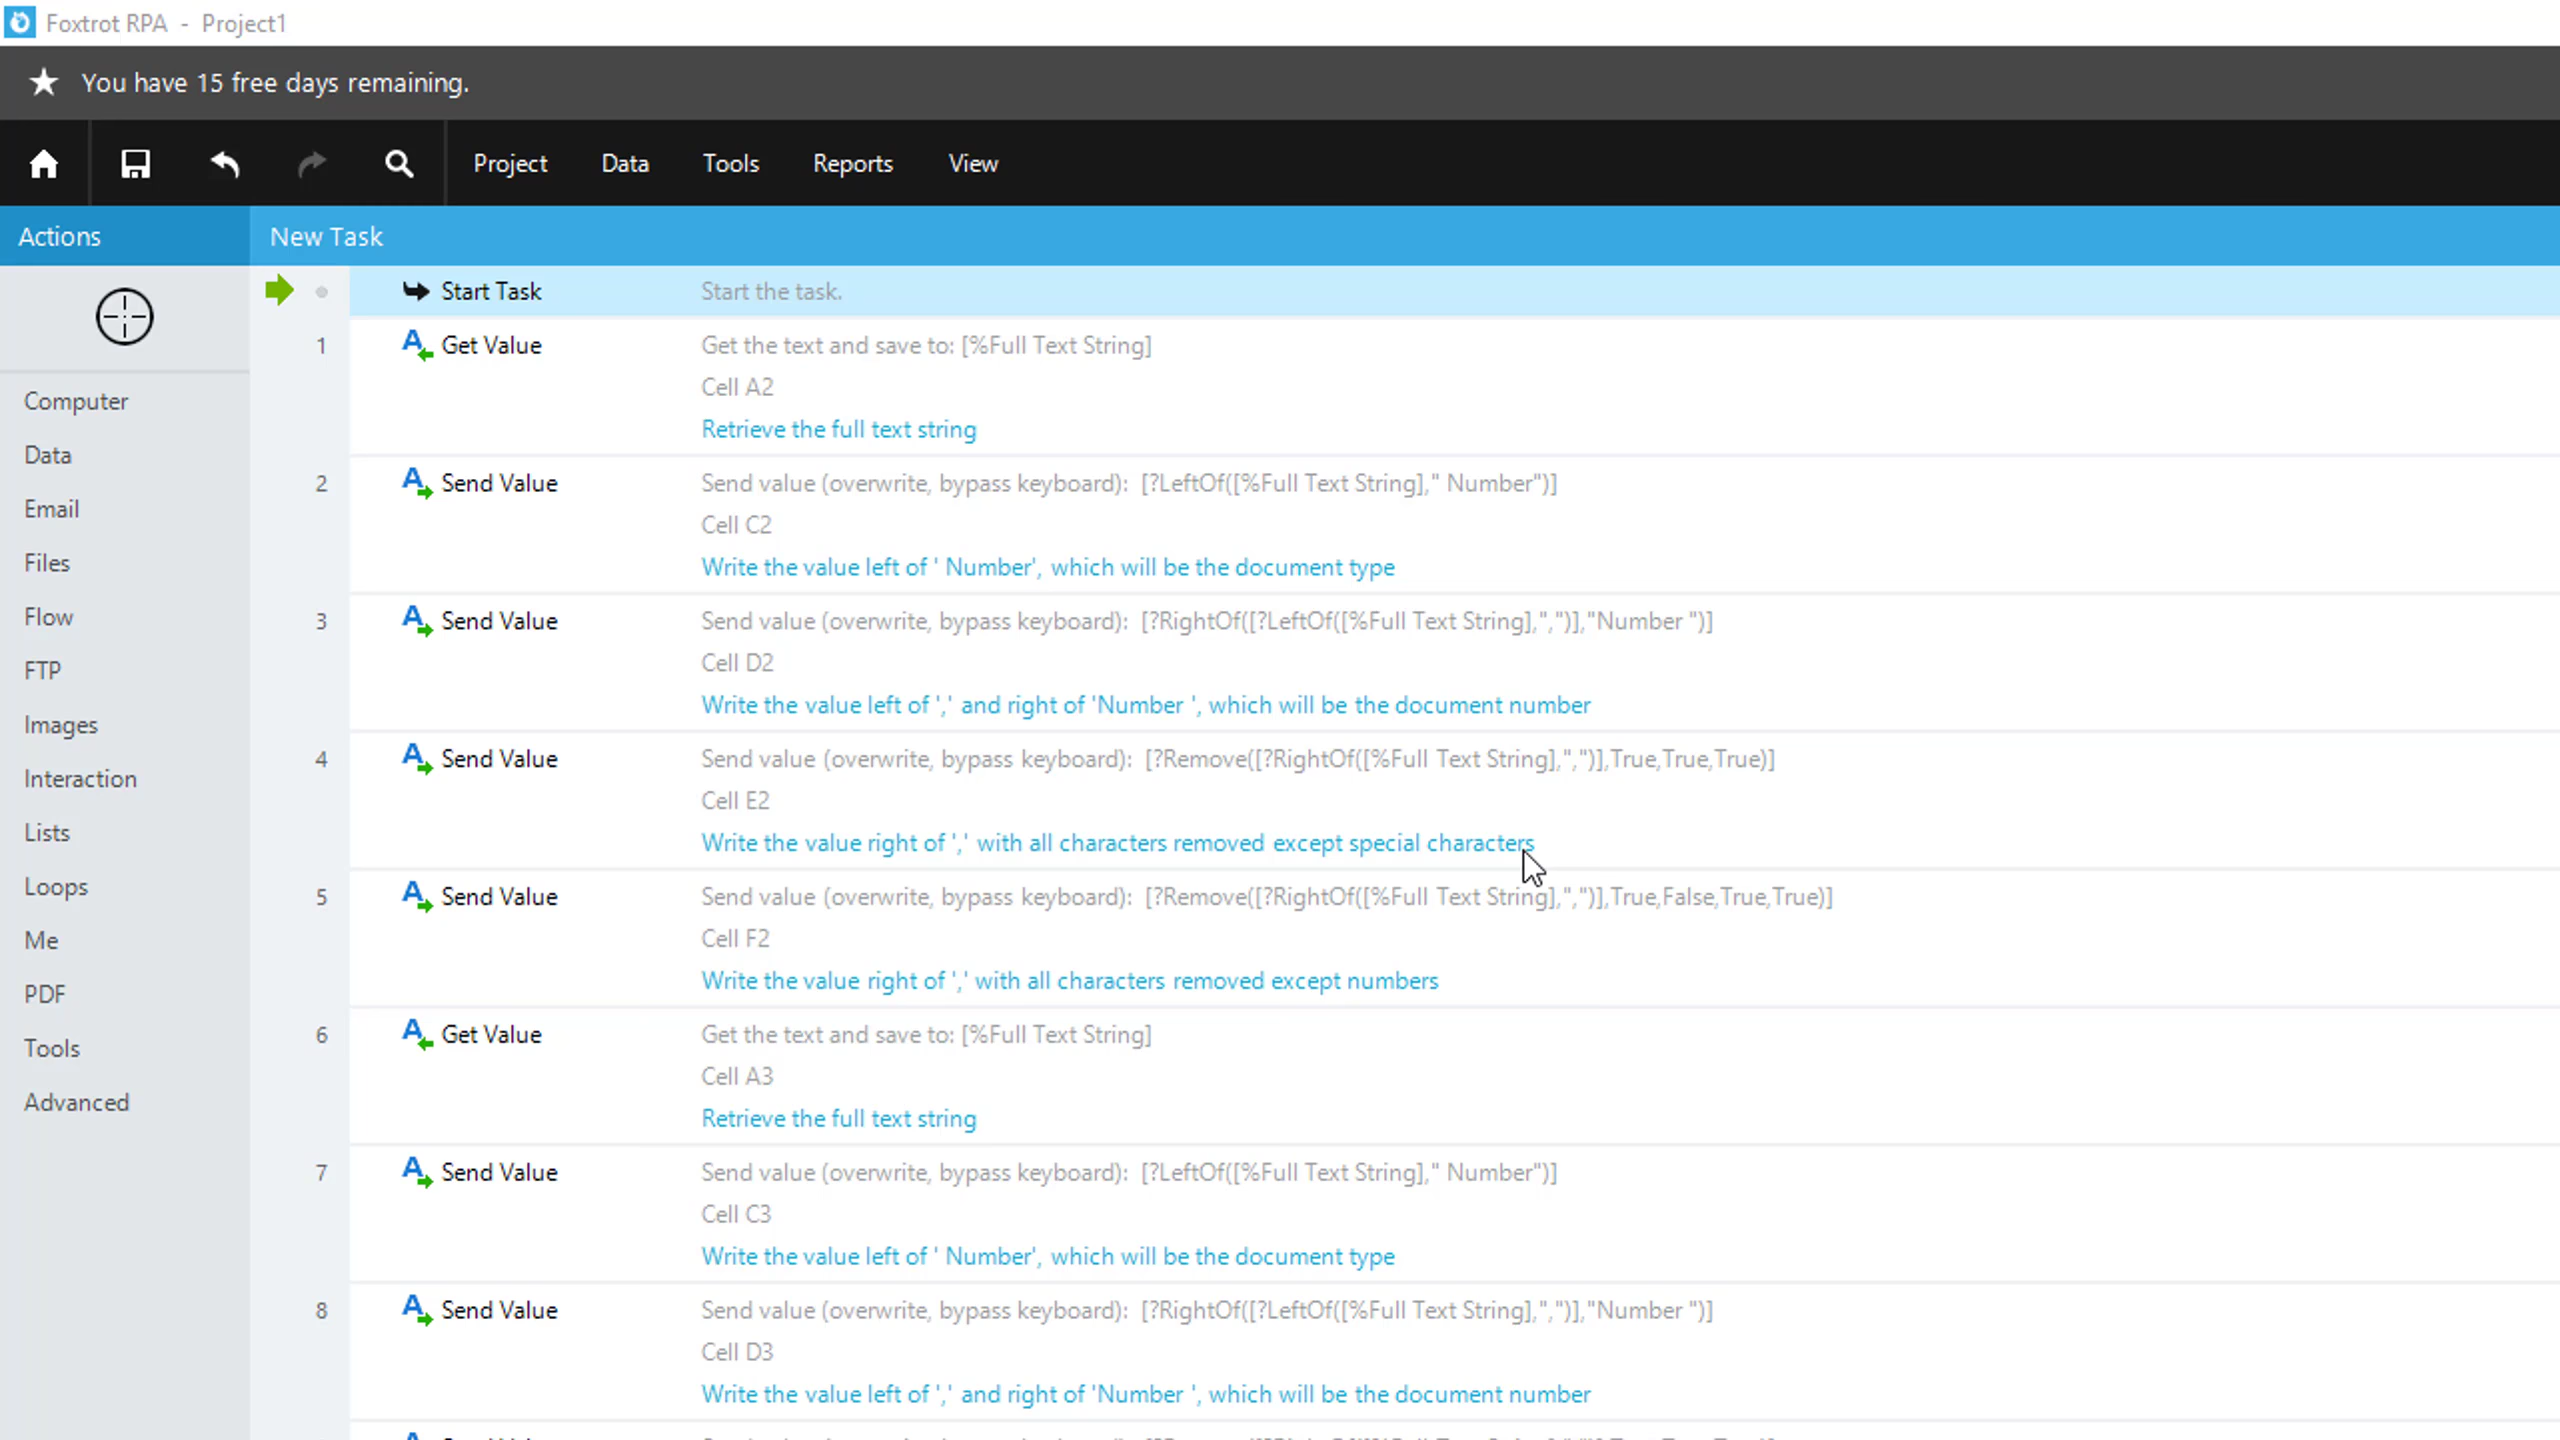 Foxtrot RPA - Project1
You have 15 free days remaining.
Project Data Tools Reports View
Actions New Task
Start Task Start the task.
1 Get Value Get the text and save to: [%Full Text String]
Cell A2
Retrieve the full text string
2 Send Value Send value (overwrite, bypass keyboard): [?LeftOf([%Full Text String]," Number")]
Cell C2
Write the value left of ' Number', which will be the document type
3 Send Value Send value (overwrite, bypass keyboard): [?RightOf([?LeftOf([%Full Text String],",")],"Number ")]
Cell D2
Write the value left of ',' and right of 'Number ', which will be the document number
4 Send Value Send value (overwrite, bypass keyboard): [?Remove([?RightOf([%Full Text String],",")],True,True,True)]
Cell E2
Write the value right of ',' with all characters removed except special characters
5 Send Value Send value (overwrite, bypass keyboard): [?Remove([?RightOf([%Full Text String],",")],True,False,True,True)]
Cell F2
Write the value right of ',' with all characters removed except numbers
6 Get Value Get the text and save to: [%Full Text String]
Cell A3
Retrieve the full text string
7 Send Value Send value (overwrite, bypass keyboard): [?LeftOf([%Full Text String]," Number")]
Cell C3
Write the value left of ' Number', which will be the document type
8 Send Value Send value (overwrite, bypass keyboard): [?RightOf([?LeftOf([%Full Text String],",")],"Number ")]
Cell D3
Write the value left of ',' and right of 'Number ', which will be the document number
Computer
Data
Email
Files
Flow
FTP
Images
Interaction
Lists
Loops
Me
PDF
Tools
Advanced